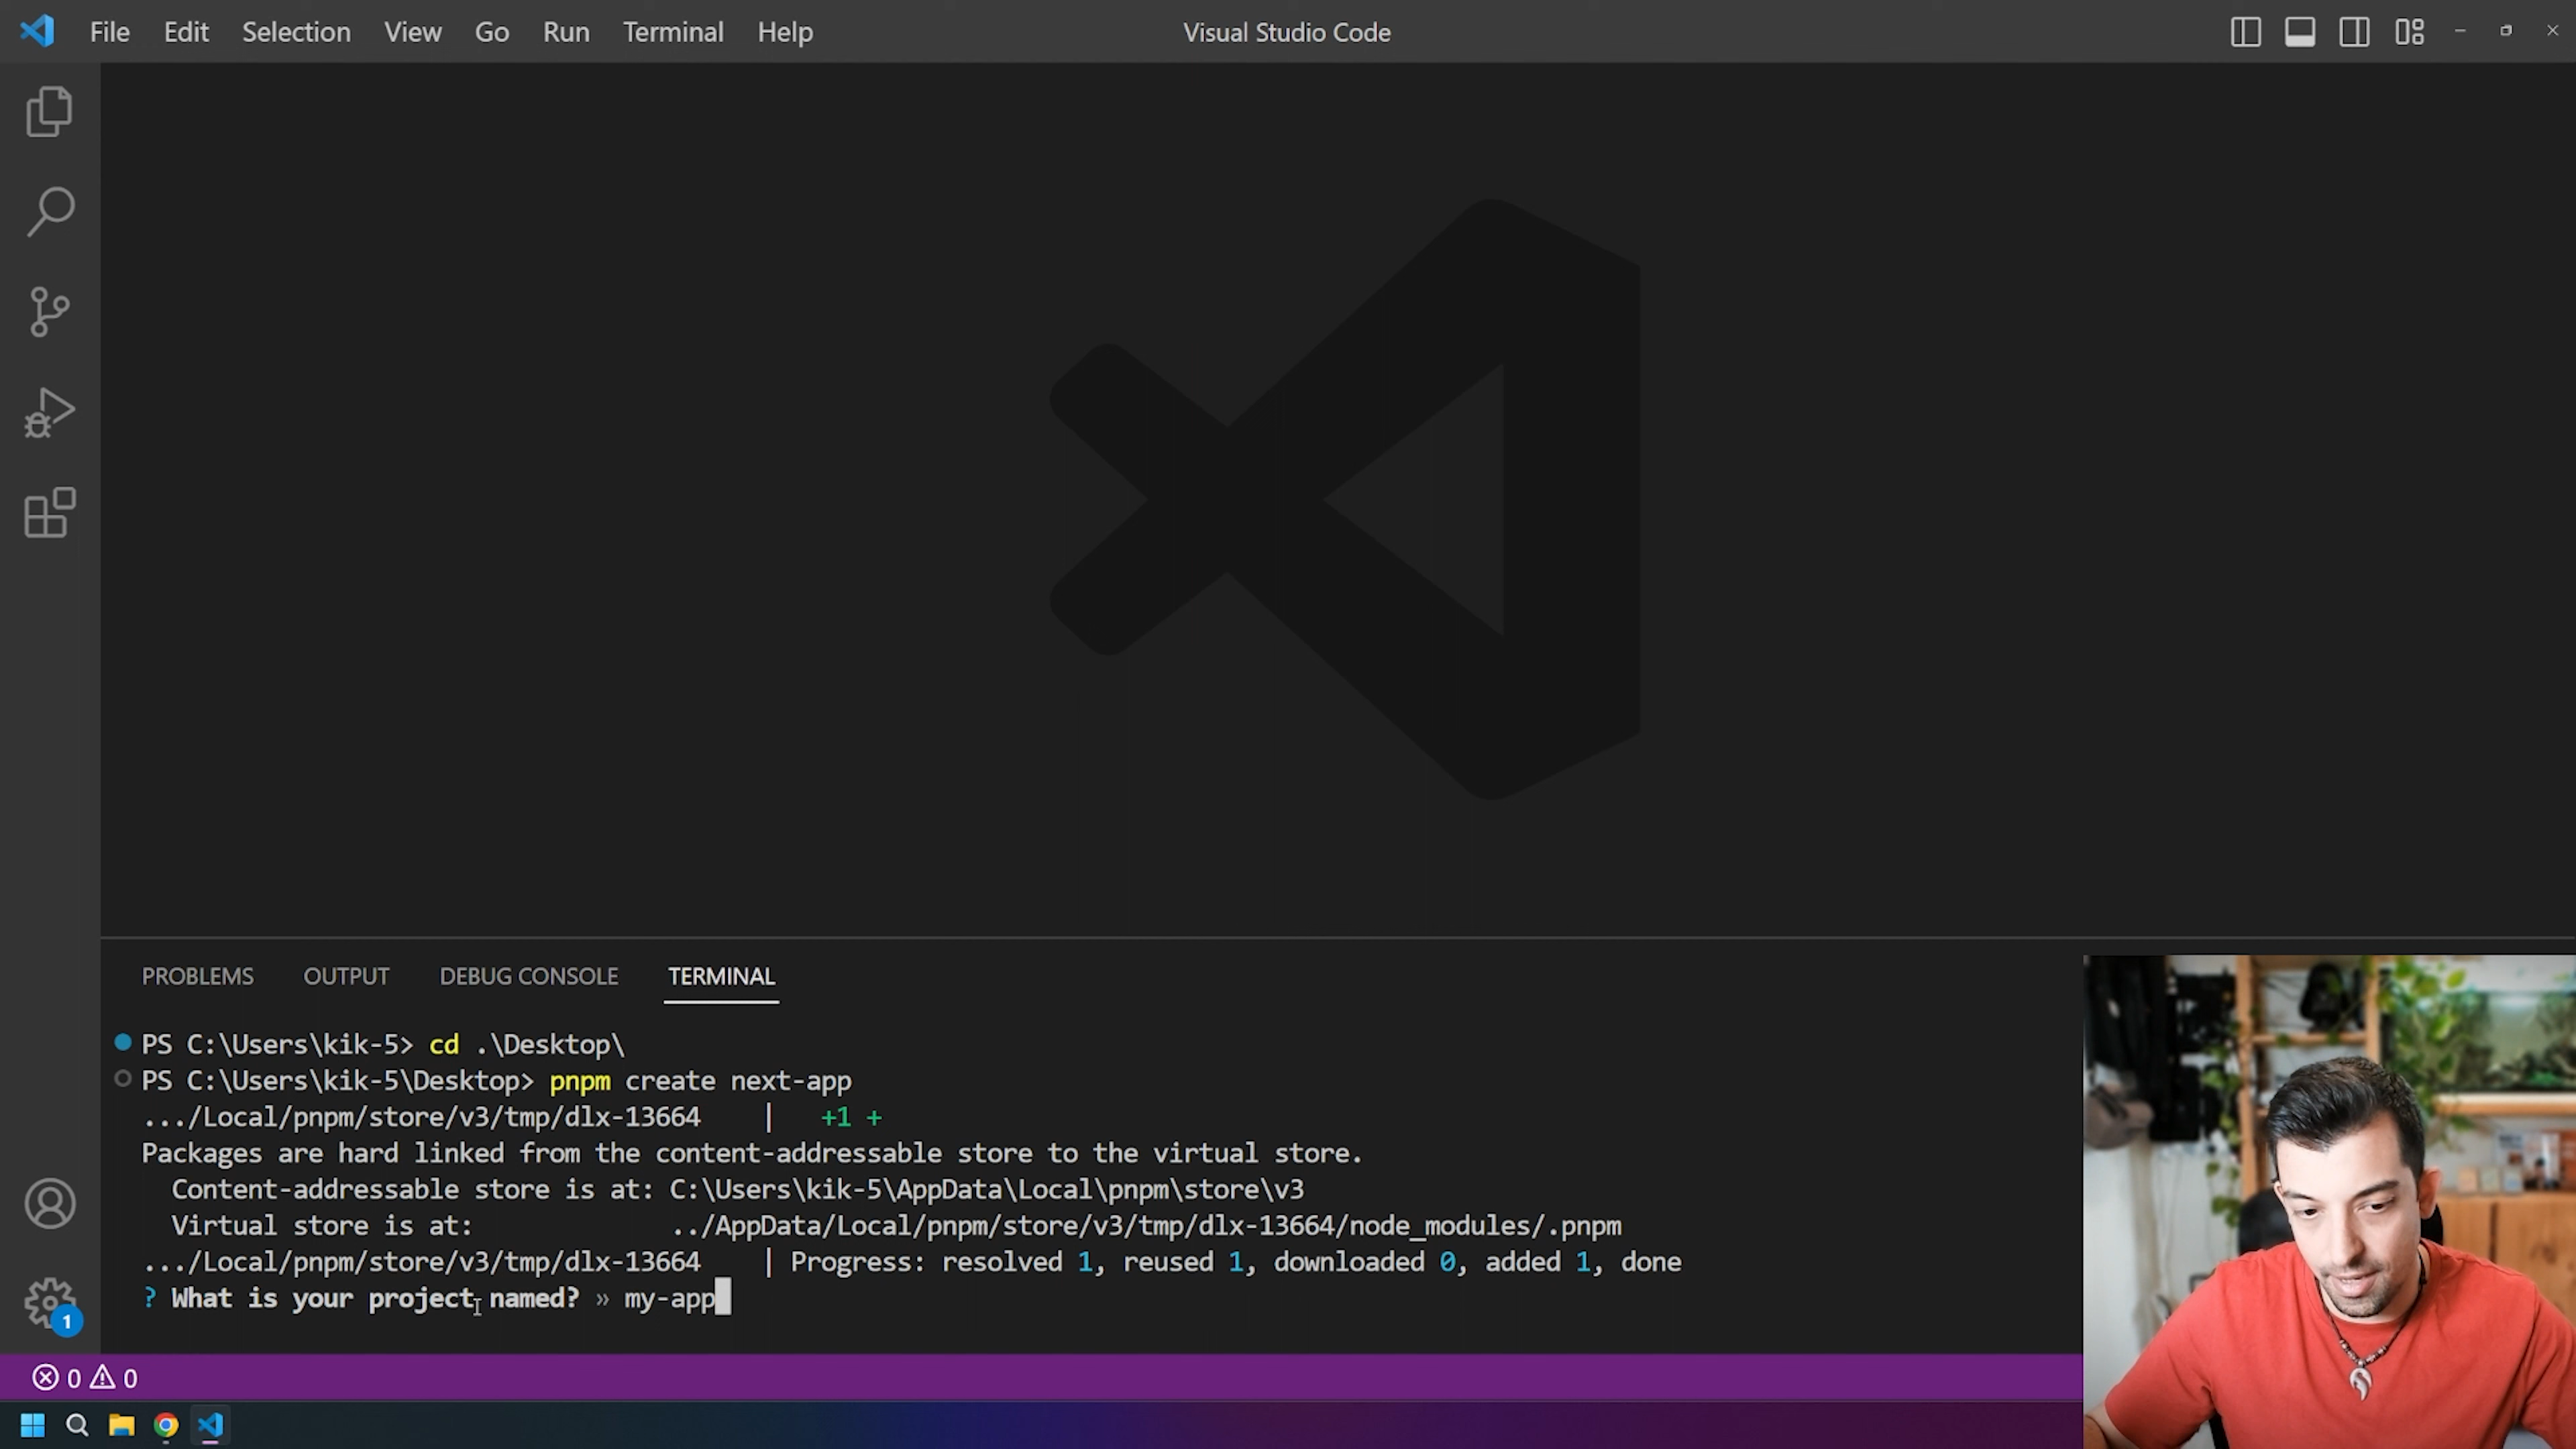 File Edit Selection View Go Run Terminal Help
Visual Studio Code
PROBLEMS OUTPUT DEBUG CONSOLE TERMINAL
PS C:\Users\kik-5> cd .\Desktop\
PS C:\Users\kik-5\Desktop> pnpm create next-app
.../Local/pnpm/store/v3/tmp/dlx-13664 | +1 +
Packages are hard linked from the content-addressable store to the virtual store.
Content-addressable store is at: C:\Users\kik-5\AppData\Local\pnpm\store\v3
Virtual store is at: ../AppData/Local/pnpm/store/v3/tmp/dlx-13664/node_modules/.pnpm
.../Local/pnpm/store/v3/tmp/dlx-13664 | Progress: resolved 1, reused 1, downloaded 0, added 1, done
? What is your project named? » my-app
1
0 0